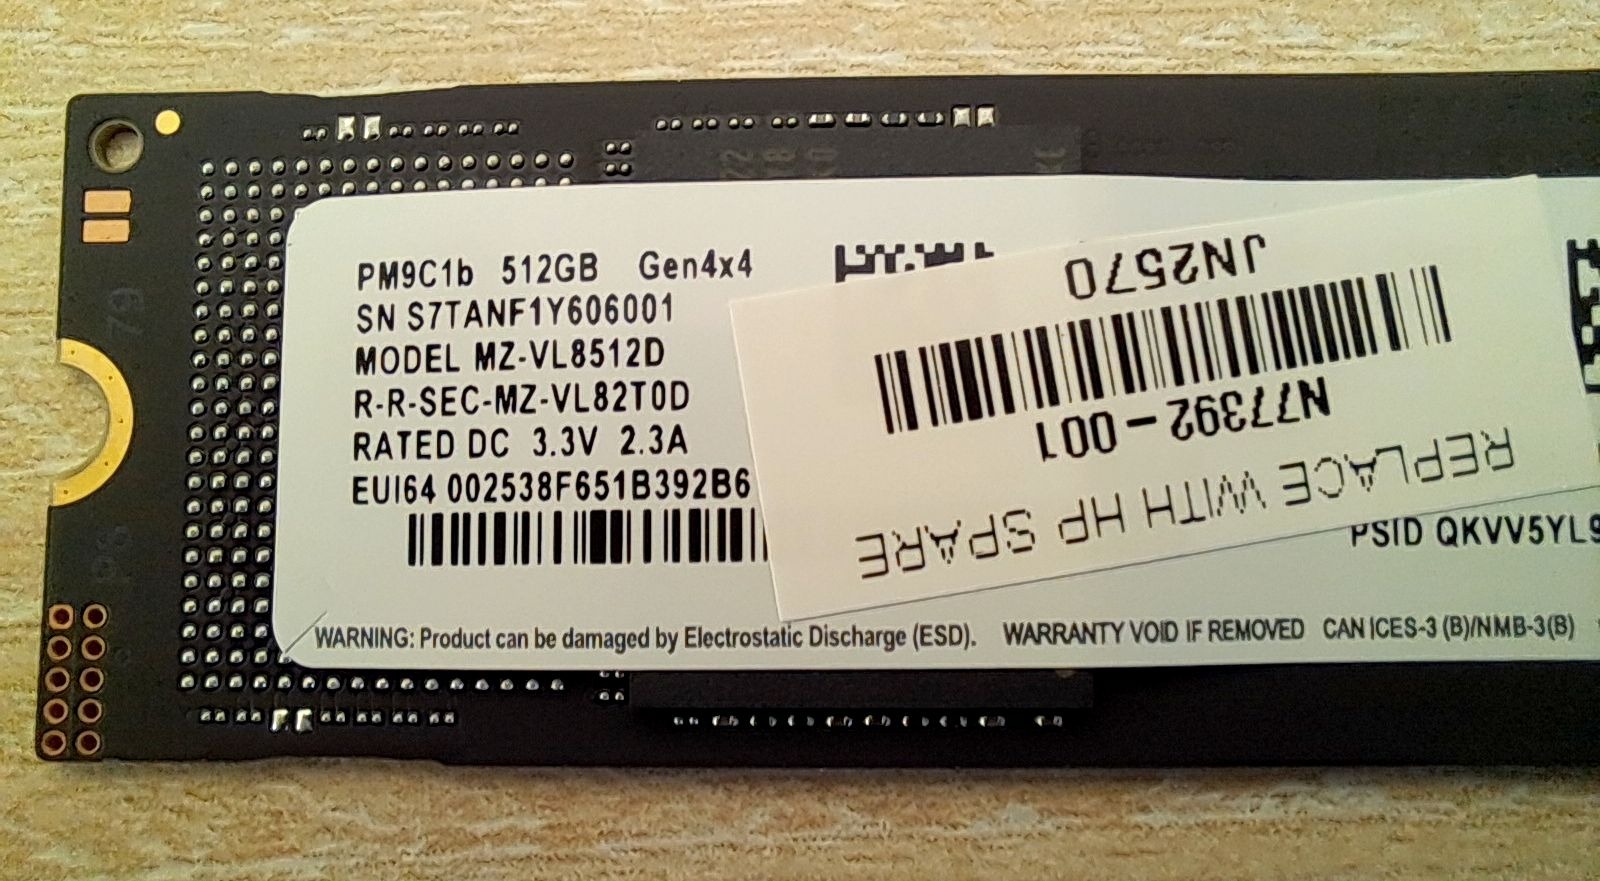 PM9C1b 512GB Gen4x4
SN S7TANF1Y606001
MODEL MZ-VL8512D
R-R-SEC-MZ-VL82T0D
RATED DC 3.3V 2.3A
EUI64 002538F651B392B6
REPLACE WITH HP SPARE
N77392-001
JN2570
PSID QKVV5YL9
WARNING: Product can be damaged by Electrostatic Discharge (ESD). WARRANTY VOID IF REMOVED CAN ICES-3 (B)/NMB-3(B)
79